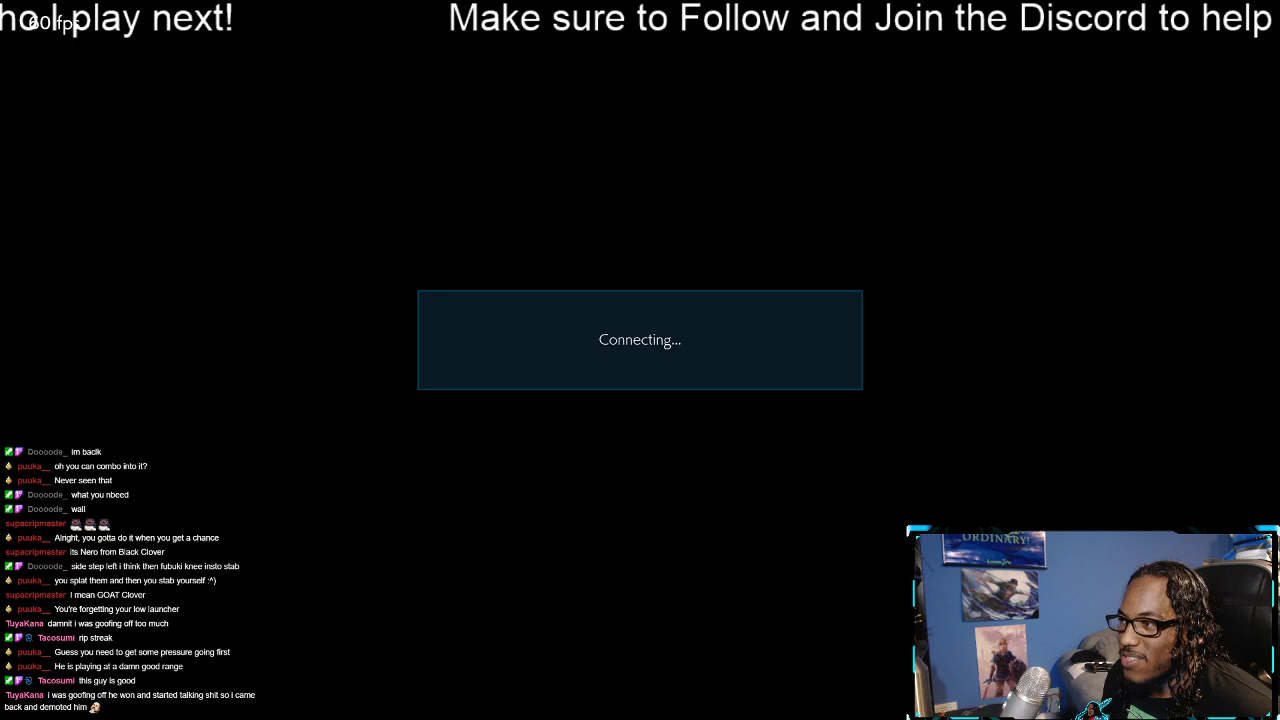 ho I play next! Make sure to Follow and Join the Discord to help
60 fps
Connecting...
Doooode_ im baclk
puuka__ oh you can combo into it?
puuka__ Never seen that
Doooode_ what you nbeed
Doooode_ wall
supacripmaster
puuka__ Alright, you gotta do it when you get a chance
supacripmaster its Nero from Black Clover
Doooode_ side step left i think then fubuki knee insto stab
puuka__ you splat them and then you stab yourself :^)
supacripmaster I mean GOAT Clover
puuka__ You're forgetting your low launcher
TuyaKana damnit i was goofing off too much
Tacosumi rip streak
puuka__ Guess you need to get some pressure going first
puuka__ He is playing at a damn good range
Tacosumi this guy is good
TuyaKana i was goofing off he won and started talking shit so i came
back and demoted him
ORDINARY!